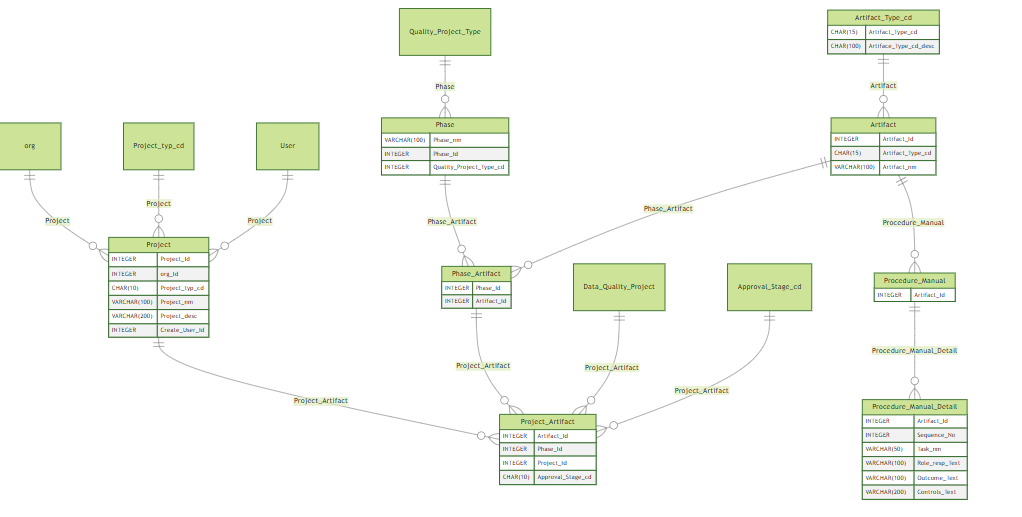 Quality_Project_Type
Artifact_Type_cd
CHAR(15) Artifact_Type_cd
CHAR(100) Artiface_Type_cd_desc
Phase
Artifact
Phase
VARCHAR(100) Phase_nm
INTEGER Phase_Id
INTEGER Quality_Project_Type_cd
Artifact
INTEGER Artifact_Id
CHAR(15) Artifact_Type_cd
VARCHAR(100) Artifact_nm
org
Project_typ_cd
User
Project
Project
Project
Phase_Artifact
Phase_Artifact
Procedure_Manual
Project
INTEGER Project_Id
INTEGER org_Id
CHAR(10) Project_typ_cd
VARCHAR(100) Project_nm
VARCHAR(200) Project_desc
INTEGER Create_User_Id
Phase_Artifact
INTEGER Phase_Id
INTEGER Artifact_Id
Data_Quality_Project
Approval_Stage_cd
Procedure_Manual
INTEGER Artifact_Id
Project_Artifact
Project_Artifact
Project_Artifact
Project_Artifact
Procedure_Manual_Detail
Project_Artifact
INTEGER Artifact_Id
INTEGER Phase_Id
INTEGER Project_Id
CHAR(10) Approval_Stage_cd
Procedure_Manual_Detail
INTEGER Artifact_Id
INTEGER Sequence_No
VARCHAR(50) Task_nm
VARCHAR(100) Role_resp_Text
VARCHAR(100) Outcome_Text
VARCHAR(200) Controls_Text